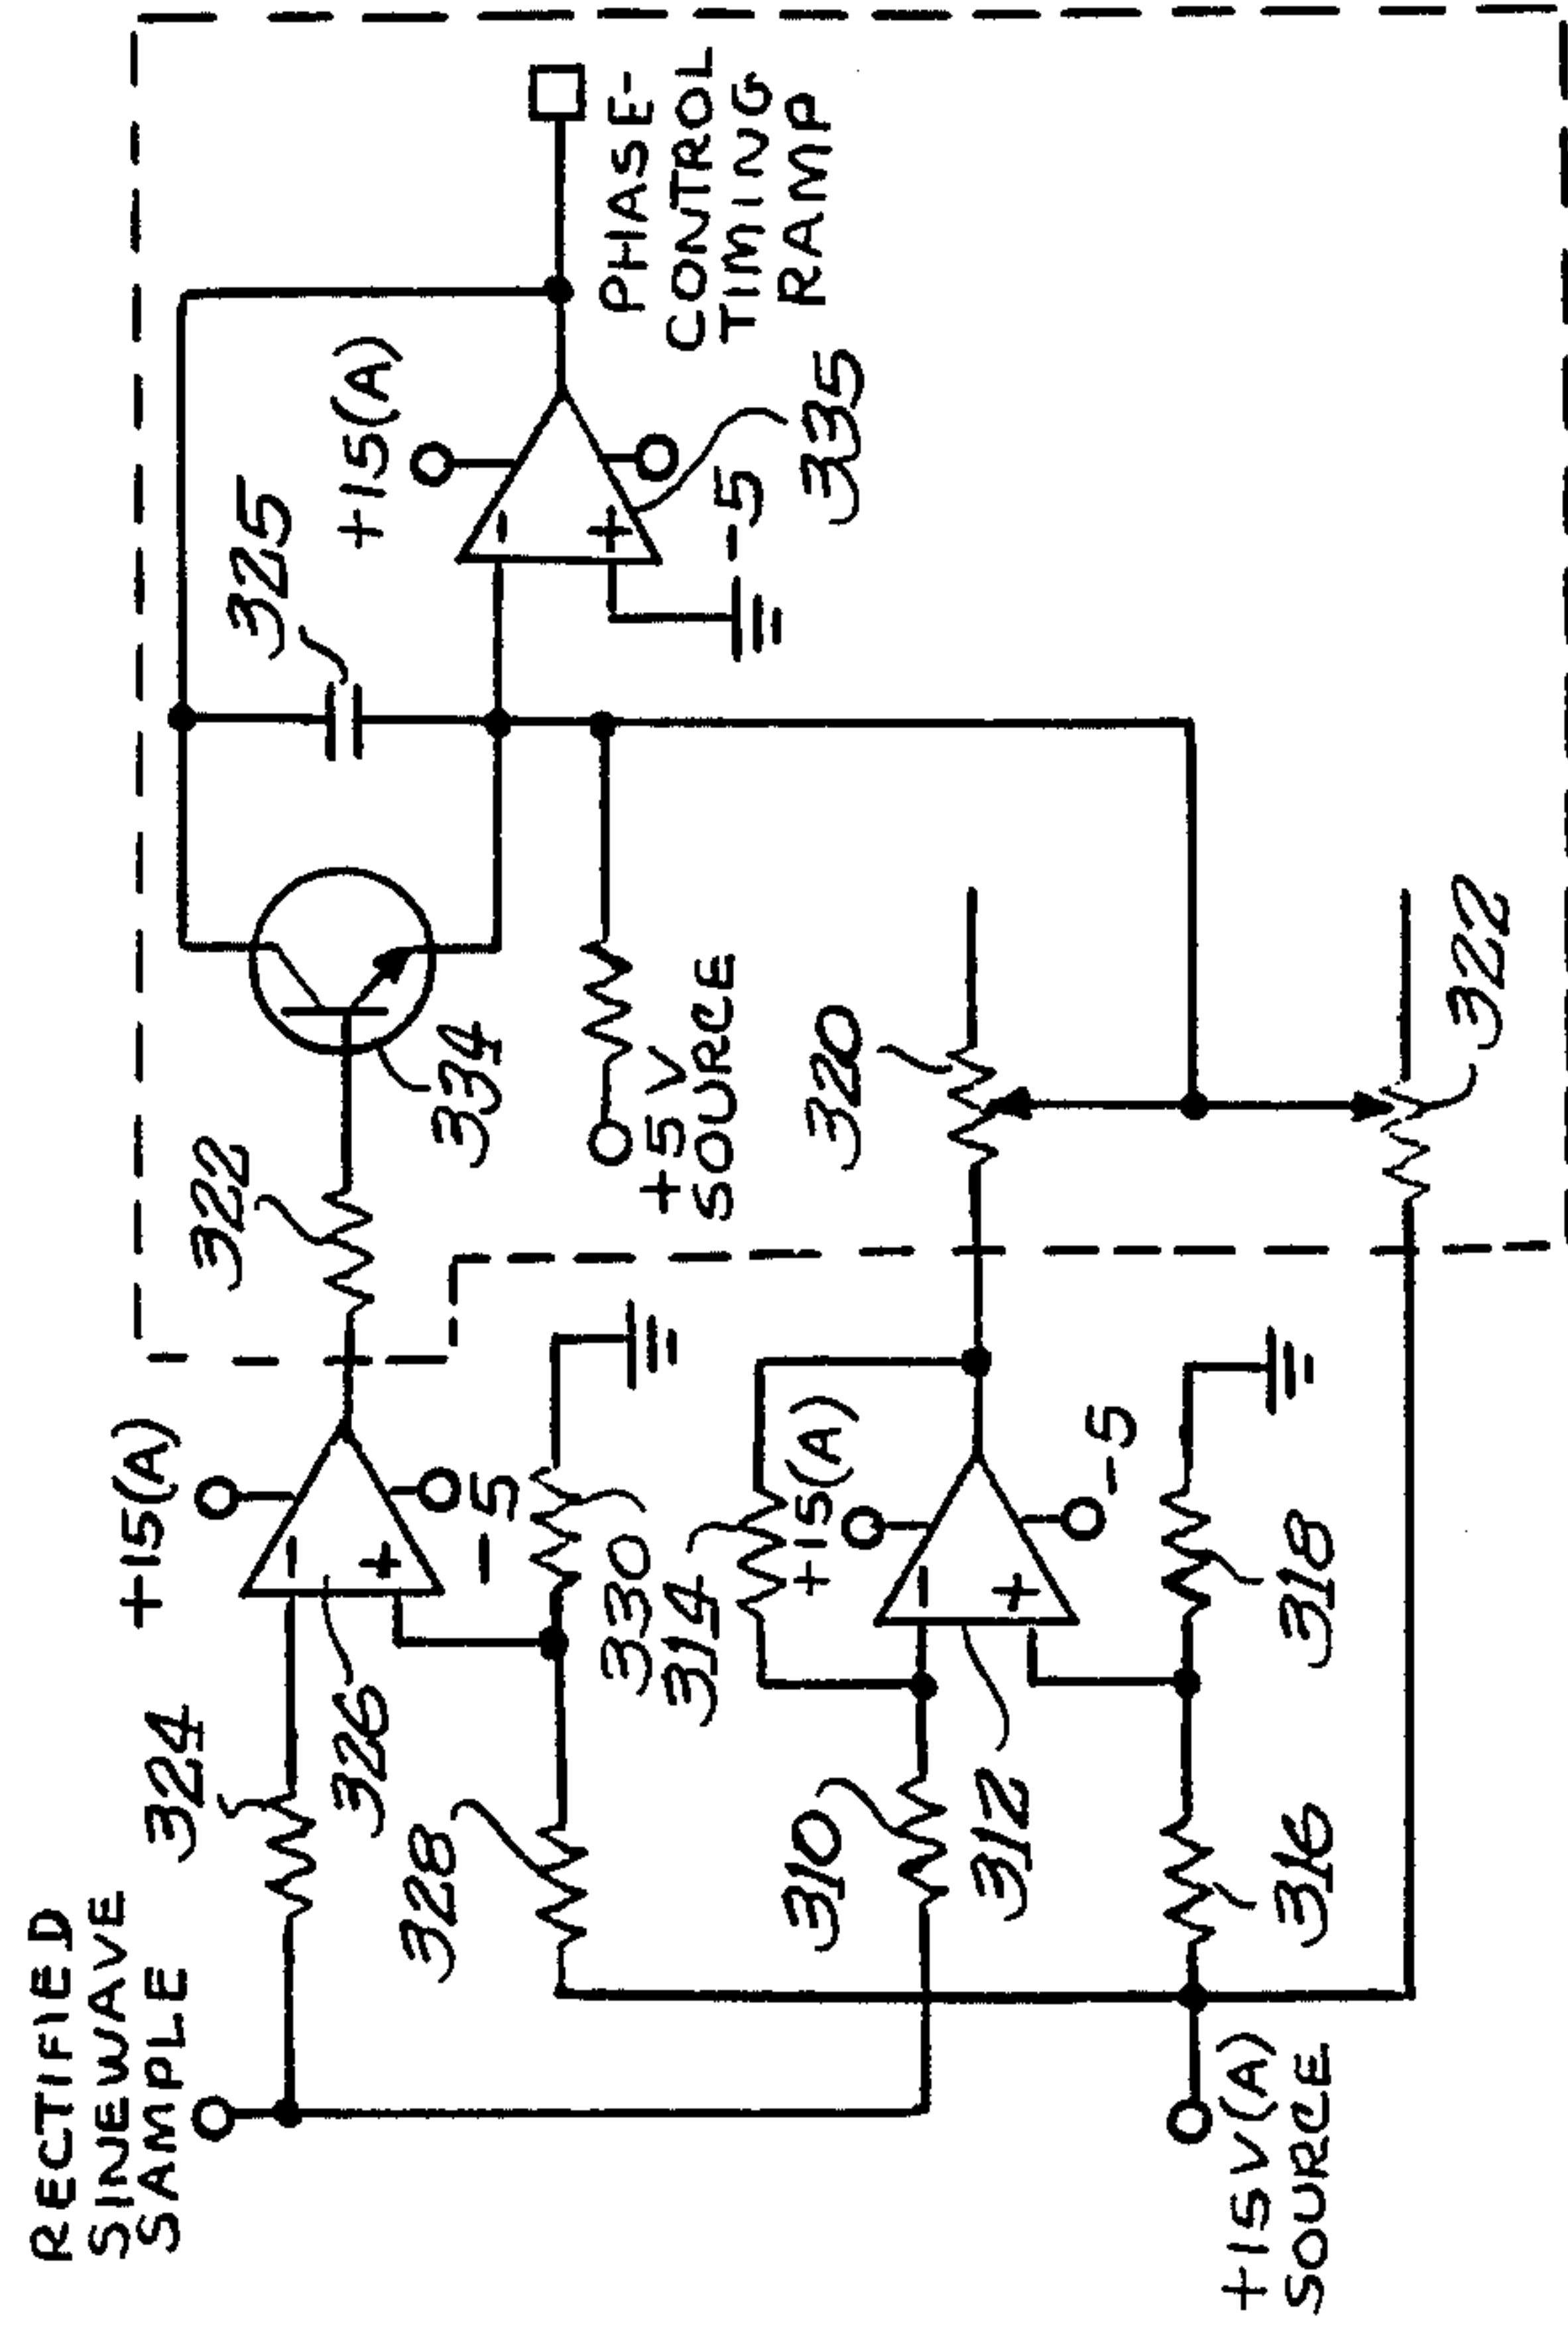 RECTIFIED
SINEWAVE
SAMPLE
324
+15(A)
326
-
+
-5
328
330
322
334
325
+15(A)
-
+
-5
335
PHASE-
CONTROL
TIMING
RAMP
+5V
SOURCE
310
314
+15(A)
-
+
-5
312
320
316
318
322
+15V(A)
SOURCE